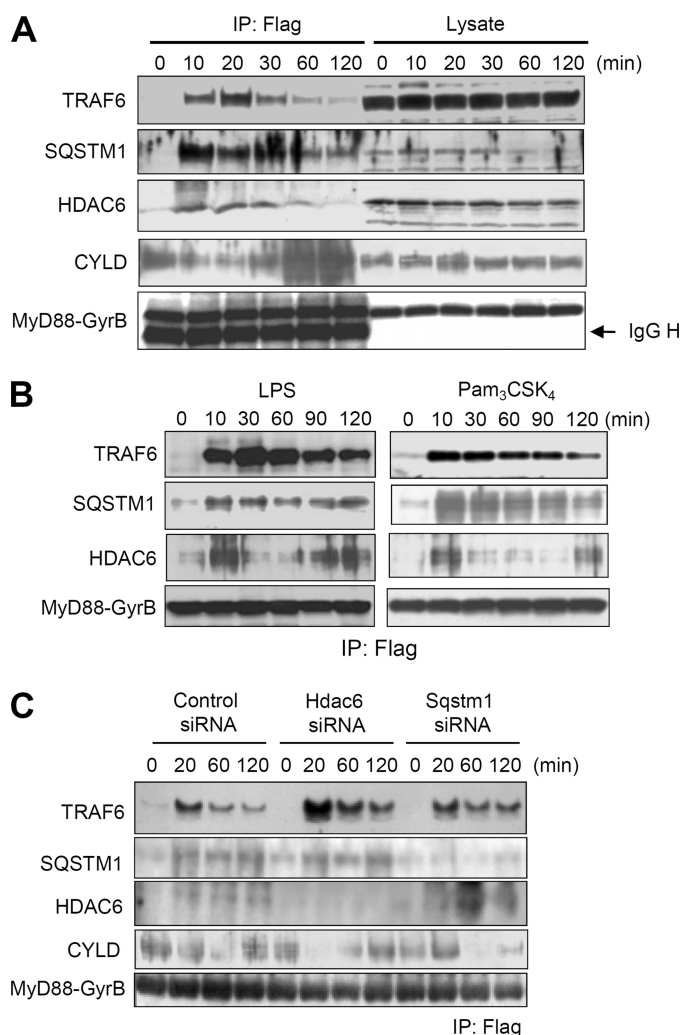 A
IP: Flag Lysate
0 10 20 30 60 120 0 10 20 30 60 120 (min)
TRAF6
SQSTM1
HDAC6
CYLD
MyD88-GyrB
IgG H
B
LPS Pam3CSK4
0 10 30 60 90 120 0 10 30 60 90 120 (min)
TRAF6
SQSTM1
HDAC6
MyD88-GyrB
IP: Flag
C
Control siRNA Hdac6 siRNA Sqstm1 siRNA
0 20 60 120 0 20 60 120 0 20 60 120 (min)
TRAF6
SQSTM1
HDAC6
CYLD
MyD88-GyrB
IP: Flag